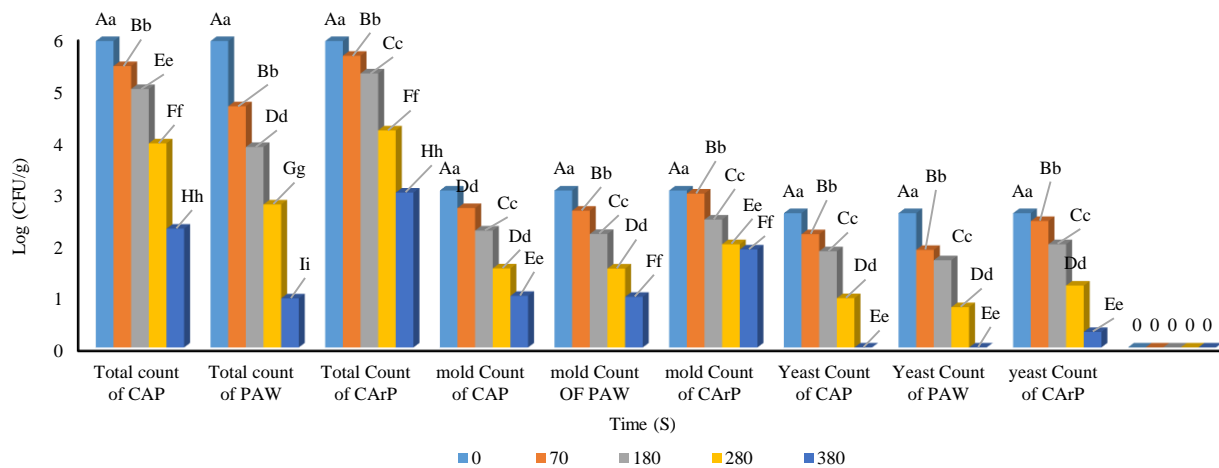 Log (CFU/g)
6
5
4
3
2
1
0
Aa Bb Ee Ff Hh
Aa Bb Dd Gg Ii
Aa Bb Cc Ff Hh
Aa Dd Cc Dd Ee
Aa Bb Cc Dd Ff
Aa Bb Cc Ee Ff
Aa Bb Cc Dd Ee
Aa Bb Cc Dd Ee
Aa Bb Cc Dd Ee
0 0 0 0 0
Total count
of CAP
Total count
of PAW
Total Count
of CArP
mold Count
of CAP
mold Count
OF PAW
mold Count
of CArP
Yeast Count
of CAP
Yeast Count
of PAW
yeast Count
of CArP
Time (S)
0 70 180 280 380